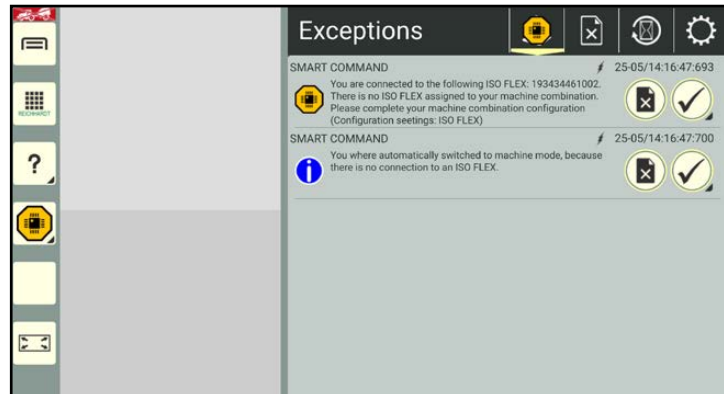 Exceptions
SMART COMMAND 25-05/14:16:47:693
You are connected to the following ISO FLEX: 193434461002.
There is no ISO FLEX assigned to your machine combination.
Please complete your machine combination configuration
(Configuration seetings: ISO FLEX)
SMART COMMAND 25-05/14:16:47:700
You where automatically switched to machine mode, because
there is no connection to an ISO FLEX.
REICHHARDT
?